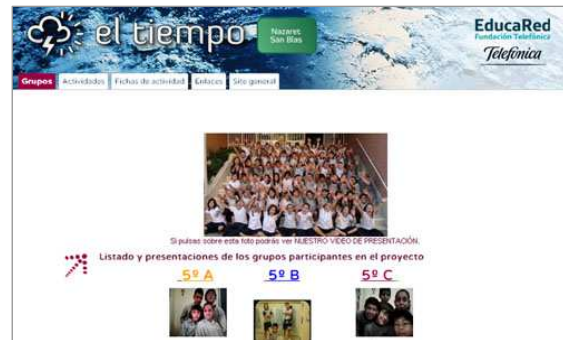 el tiempo
Nazaret
San Blas
EducaRed
Fundación Telefónica
Telefónica
Grupos Actividades Fichas de actividad Enlaces Site general
Si pulsas sobre esta foto podrás ver NUESTRO VIDEO DE PRESENTACIÓN.
Listado y presentaciones de los grupos participantes en el proyecto
5º A 5º B 5º C